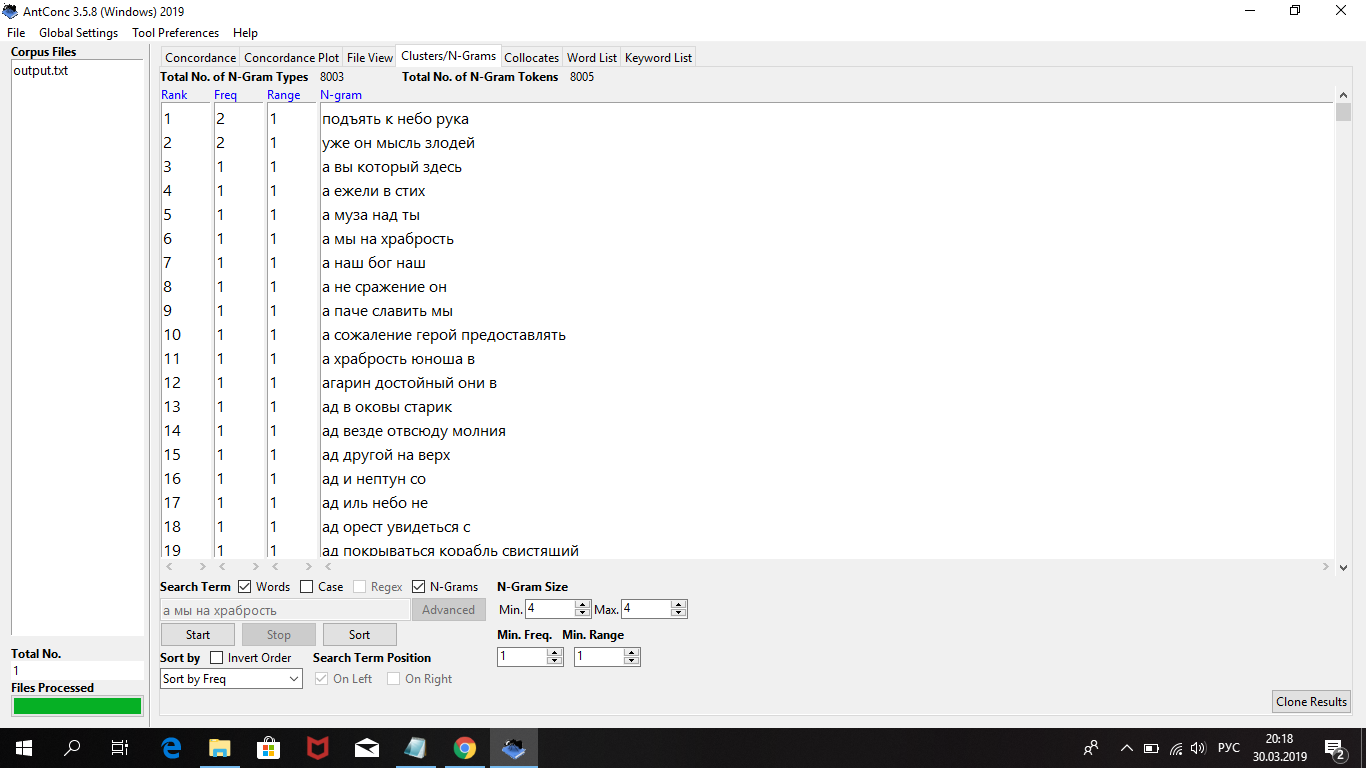 AntConc 3.5.8 (Windows) 2019
File Global Settings Tool Preferences Help
Corpus Files
output.txt
Concordance Concordance Plot File View Clusters/N-Grams Collocates Word List Keyword List
Total No. of N-Gram Types 8003 Total No. of N-Gram Tokens 8005
Rank Freq Range N-gram
1 2 1 подъять к небо рука
2 2 1 уже он мысль злодей
3 1 1 а вы который здесь
4 1 1 а ежели в стих
5 1 1 а муза над ты
6 1 1 а мы на храбрость
7 1 1 а наш бог наш
8 1 1 а не сражение он
9 1 1 а паче славить мы
10 1 1 а сожаление герой предоставлять
11 1 1 а храбрость юноша в
12 1 1 агарин достойный они в
13 1 1 ад в оковы старик
14 1 1 ад везде отвсюду молния
15 1 1 ад другой на верх
16 1 1 ад и нептун со
17 1 1 ад иль небо не
18 1 1 ад орест увидеться с
19 1 1 ад покрываться корабль свистящий
Search Term Words Case Regex N-Grams N-Gram Size
а мы на храбрость Advanced Min. 4 Max. 4
Start Stop Sort Min. Freq. Min. Range
1 1
Sort by Invert Order Search Term Position
Sort by Freq On Left On Right
Total No.
1
Files Processed
Clone Results
РУС 20:18
30.03.2019
2